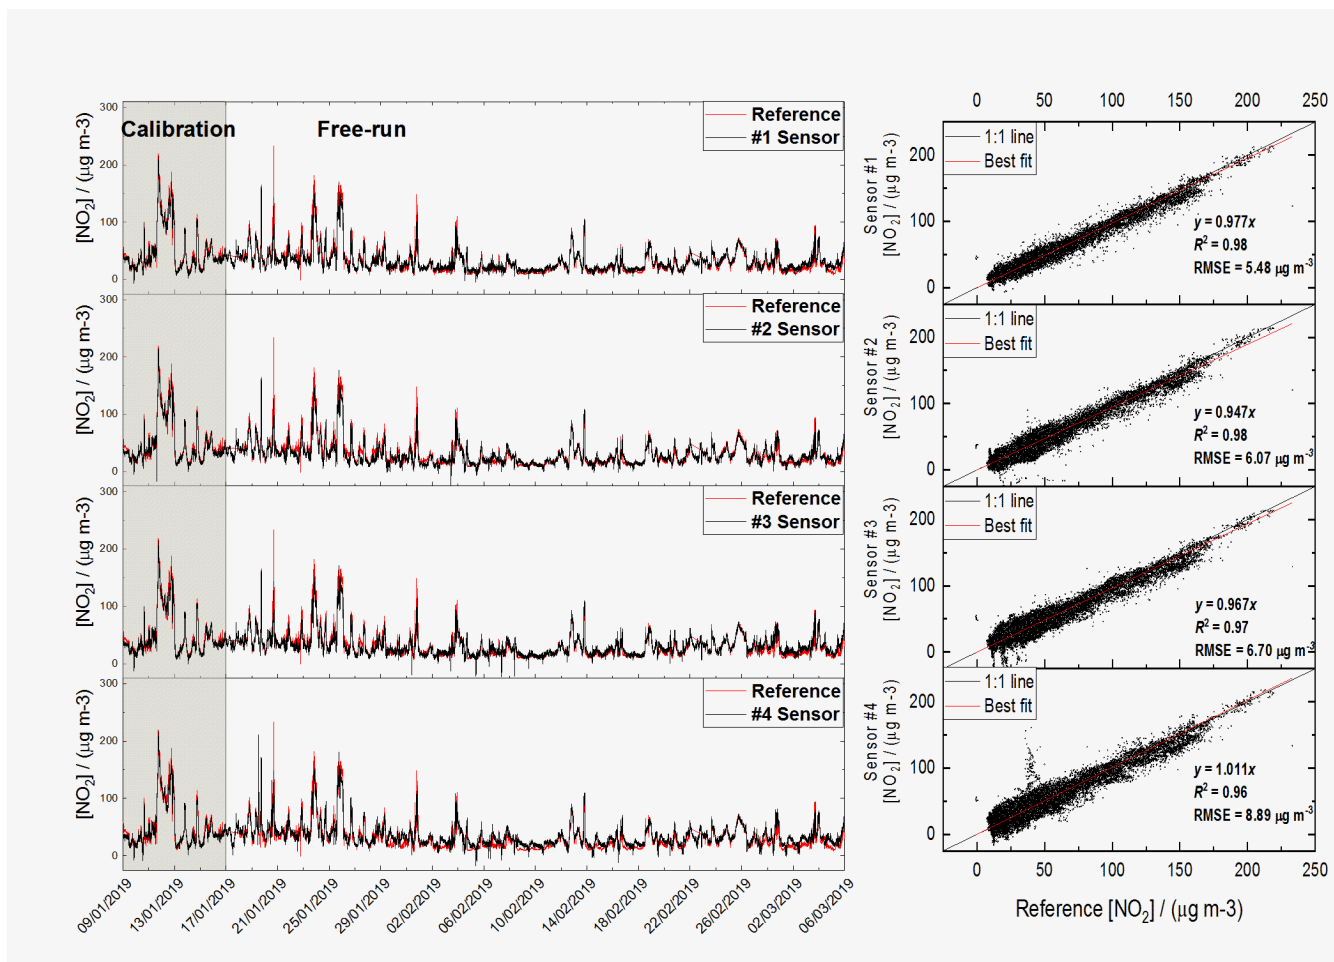 300
200
100
0
[NO2] / (μg m-3)
Calibration
Free-run
Reference
#1 Sensor
300
200
100
0
[NO2] / (μg m-3)
Reference
#2 Sensor
300
200
100
0
[NO2] / (μg m-3)
Reference
#3 Sensor
300
200
100
0
[NO2] / (μg m-3)
Reference
#4 Sensor
09/01/2019
13/01/2019
17/01/2019
21/01/2019
25/01/2019
29/01/2019
02/02/2019
06/02/2019
10/02/2019
14/02/2019
18/02/2019
22/02/2019
26/02/2019
02/03/2019
06/03/2019
0 50 100 150 200 250
Sensor #1
[NO2] / (μg m-3)
200
100
0
1:1 line
Best fit
y = 0.977x
R2 = 0.98
RMSE = 5.48 μg m-3
Sensor #2
[NO2] / (μg m-3)
200
100
0
1:1 line
Best fit
y = 0.947x
R2 = 0.98
RMSE = 6.07 μg m-3
Sensor #3
[NO2] / (μg m-3)
200
100
0
1:1 line
Best fit
y = 0.967x
R2 = 0.97
RMSE = 6.70 μg m-3
Sensor #4
[NO2] / (μg m-3)
200
100
0
1:1 line
Best fit
y = 1.011x
R2 = 0.96
RMSE = 8.89 μg m-3
0 50 100 150 200 250
Reference [NO2] / (μg m-3)